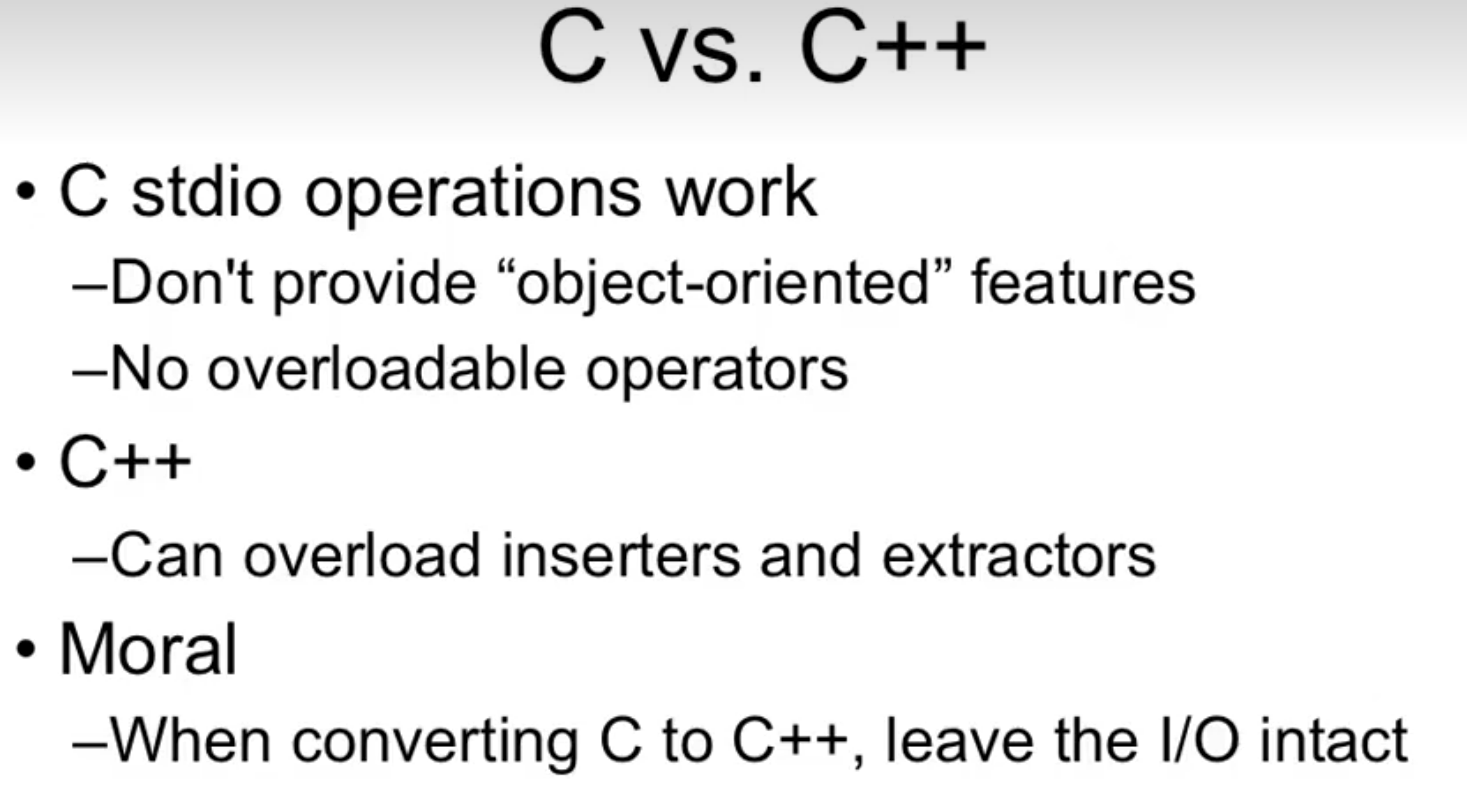 C vs. C++
• C stdio operations work
–Don't provide “object-oriented” features
–No overloadable operators
• C++
–Can overload inserters and extractors
• Moral
–When converting C to C++, leave the I/O intact